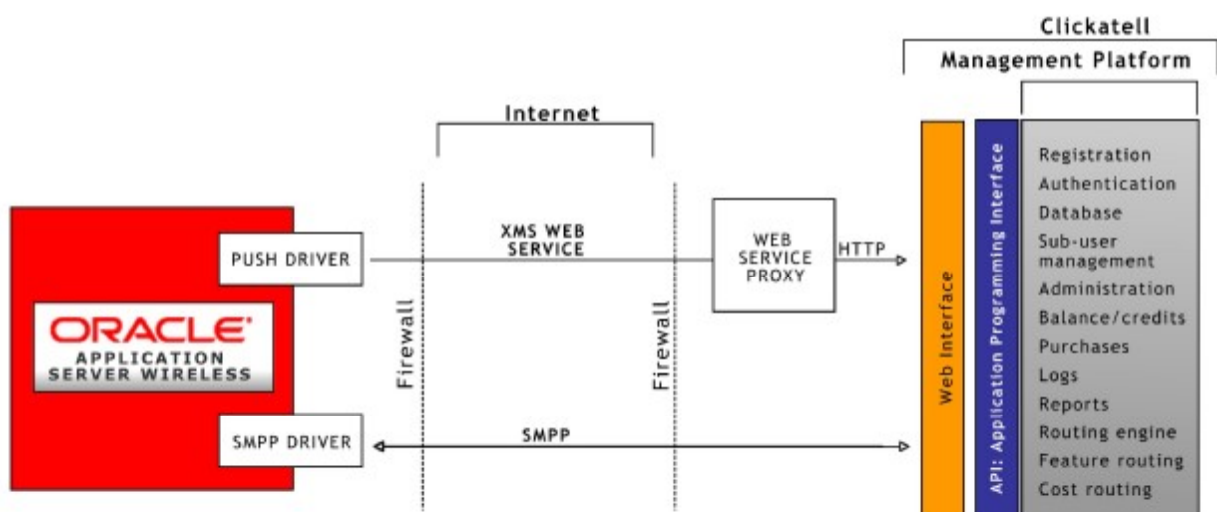 Clickatell
Management Platform
Internet
Registration
Authentication
Database
Sub-user
management
Administration
Balance/credits
Purchases
Logs
Reports
Routing engine
Feature routing
Cost routing
PUSH DRIVER
XMS WEB
SERVICE
WEB
SERVICE
PROXY
HTTP
ORACLE®
APPLICATION
SERVER WIRELESS
Firewall
Firewall
Web Interface
API: Application Programming Interface
SMPP DRIVER
SMPP